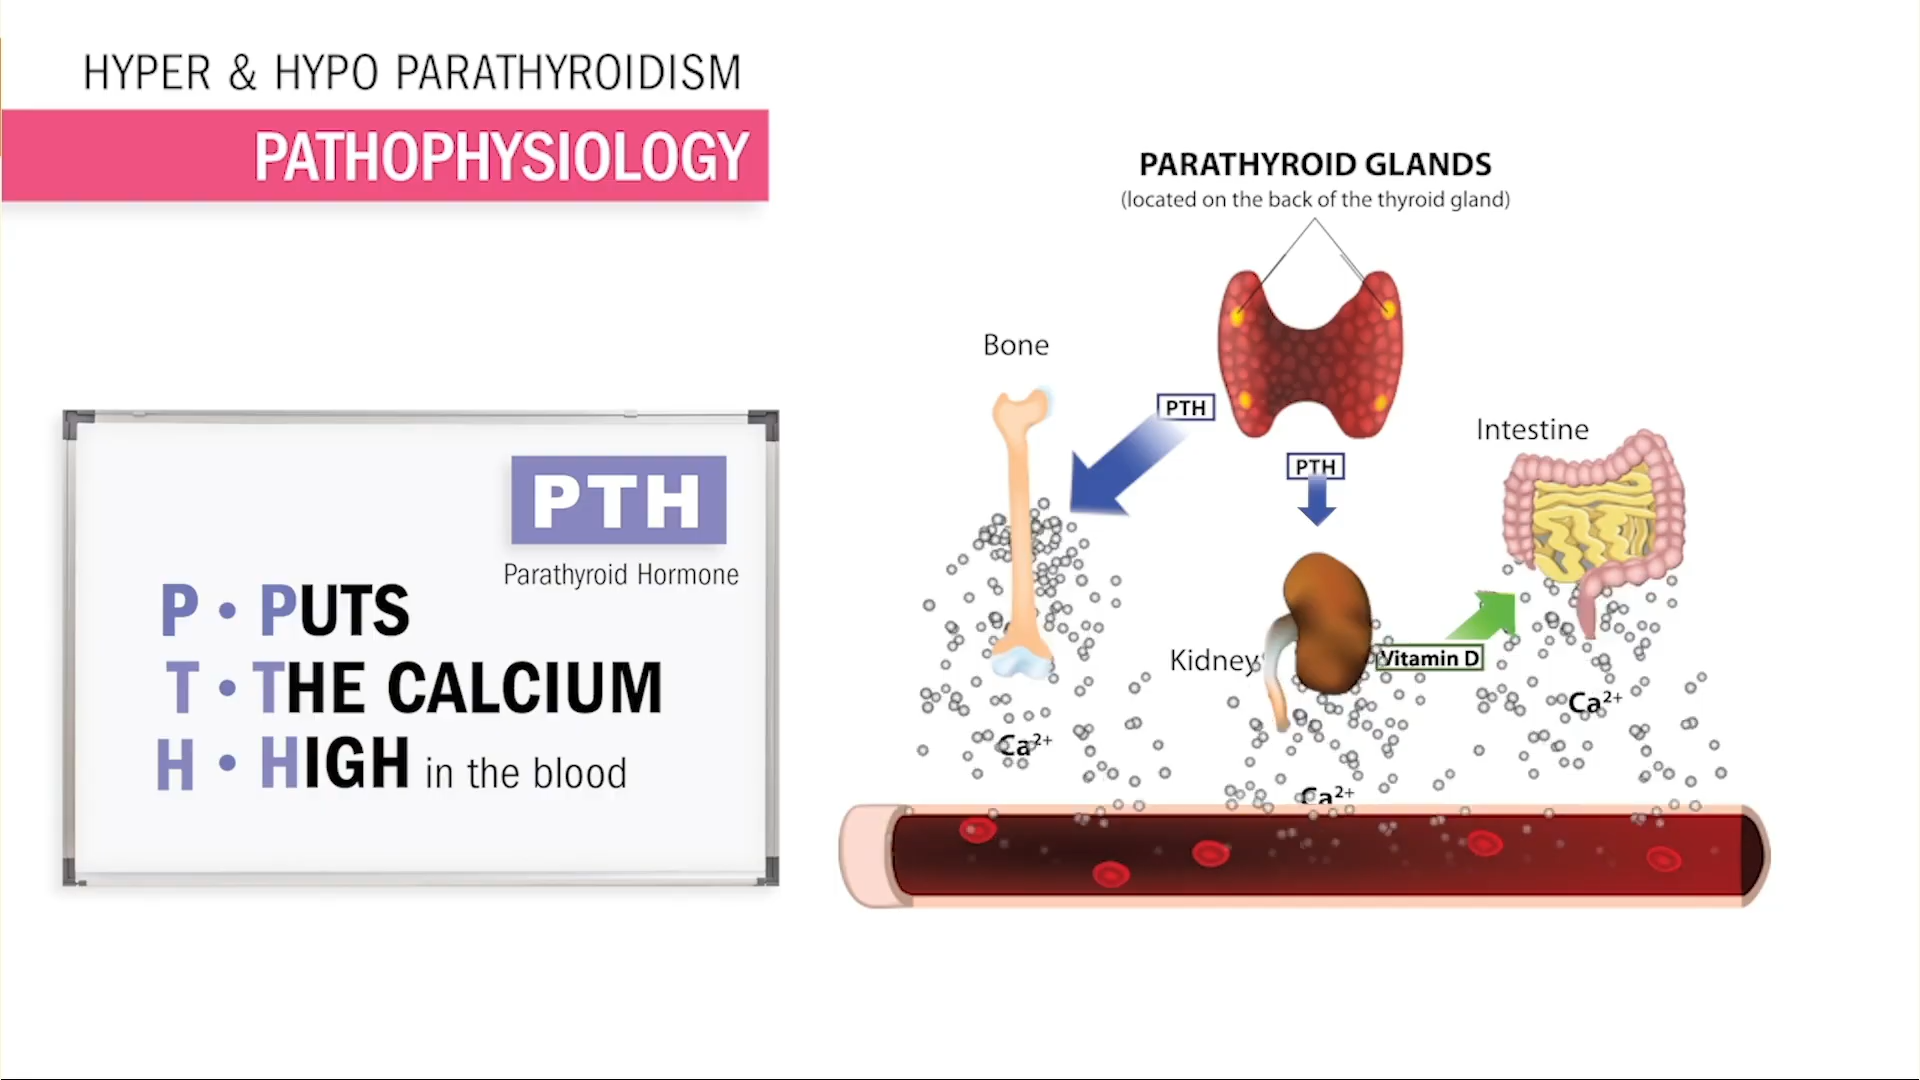 HYPER & HYPO PARATHYROIDISM
PATHOPHYSIOLOGY
PTH
Parathyroid Hormone
P • PUTS
T • THE CALCIUM
H • HIGH in the blood
PARATHYROID GLANDS
(located on the back of the thyroid gland)
Bone
PTH
PTH
Intestine
Kidney
Vitamin D
Ca²⁺
Ca²⁺
Ca²⁺